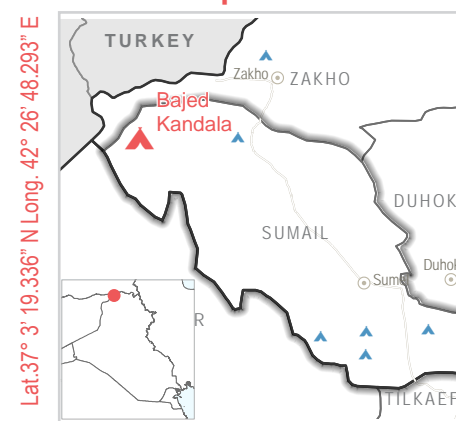 Lat.37° 3' 19.336" N Long. 42° 26' 48.293" E
TURKEY
Zakho
ZAKHO
Bajed
Kandala
DUHOK
SUMAIL
Duhok
Sum
R
TILKAEF